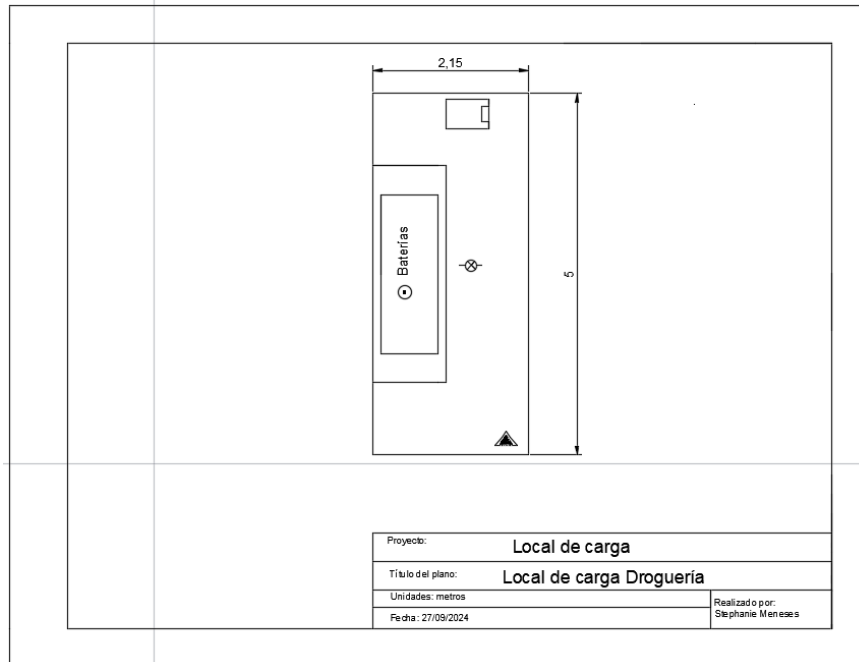 2,15
5
Baterías
Proyecto:
Local de carga
Título del plano:
Local de carga Droguería
Unidades: metros
Fecha: 27/09/2024
Realizado por:
Stephanie Meneses